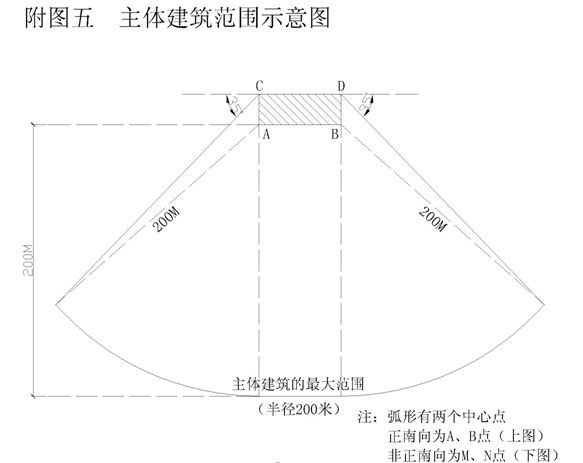 附图五 主体建筑范围示意图
C D
35° 35°
A B
200M 200M
200M
主体建筑的最大范围
（半径200米）
注：弧形有两个中心点
正南向为A、B点（上图）
非正南向为M、N点（下图）